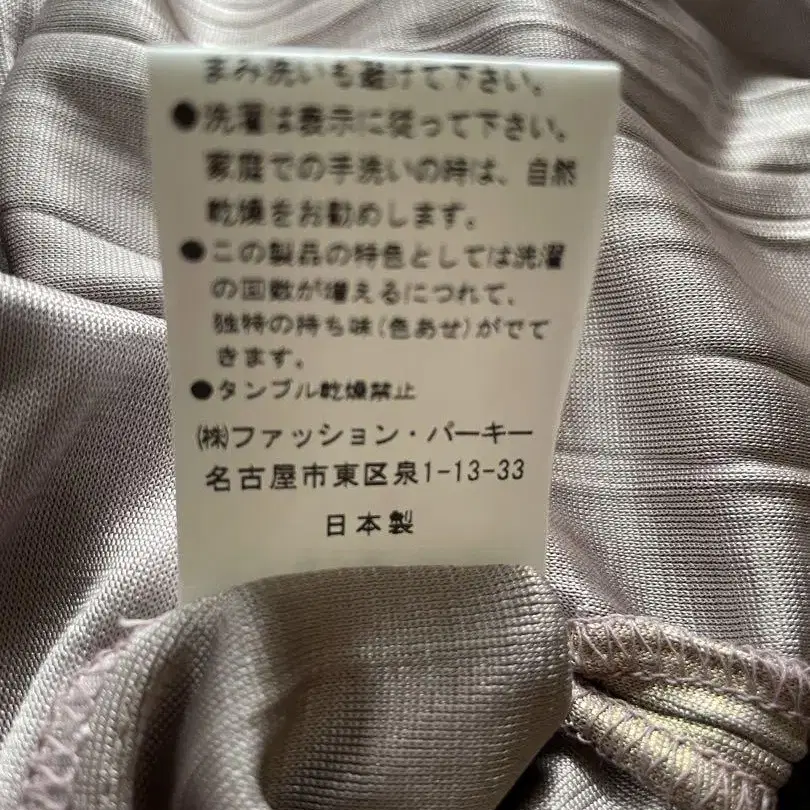 まみ洗いも避けて下さい。
●洗濯は表示に従って下さい。
家庭での手洗いの時は、自然
乾燥をお勧めします。
●この製品の特色としては洗濯
の回数が増えるにつれて、
独特の持ち味(色あせ)がでて
きます。
●タンブル乾燥禁止
㈱ファッション・パーキー
名古屋市東区泉1-13-33
日本製